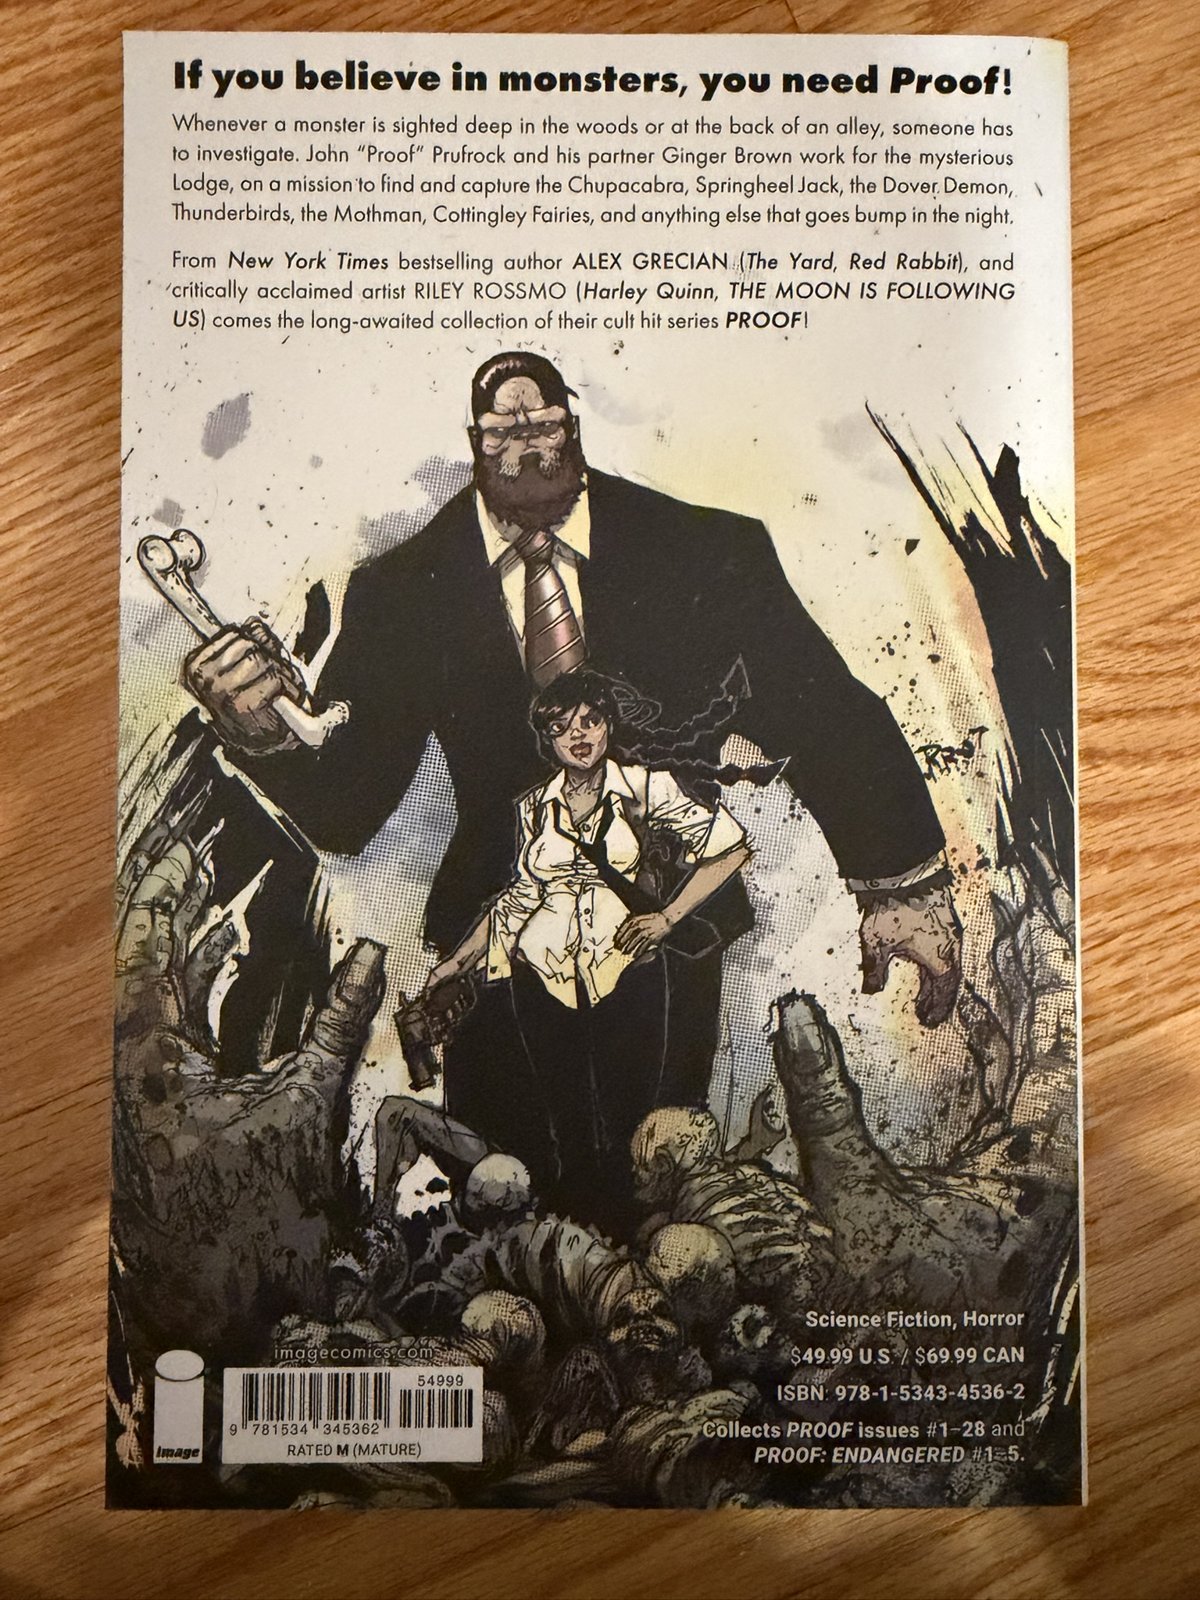 If you believe in monsters, you need Proof!
Whenever a monster is sighted deep in the woods or at the back of an alley, someone has
to investigate. John “Proof” Prufrock and his partner Ginger Brown work for the mysterious
Lodge, on a mission to find and capture the Chupacabra, Springheel Jack, the Dover Demon,
Thunderbirds, the Mothman, Cottingley Fairies, and anything else that goes bump in the night.
From New York Times bestselling author ALEX GRECIAN (The Yard, Red Rabbit), and
critically acclaimed artist RILEY ROSSMO (Harley Quinn, THE MOON IS FOLLOWING
US) comes the long-awaited collection of their cult hit series PROOF!
Science Fiction, Horror
$49.99 U.S. / $69.99 CAN
ISBN: 978-1-5343-4536-2
Collects PROOF issues #1–28 and
PROOF: ENDANGERED #1–5.
imagecomics.com
54999
9 781534 345362
RATED M (MATURE)
image